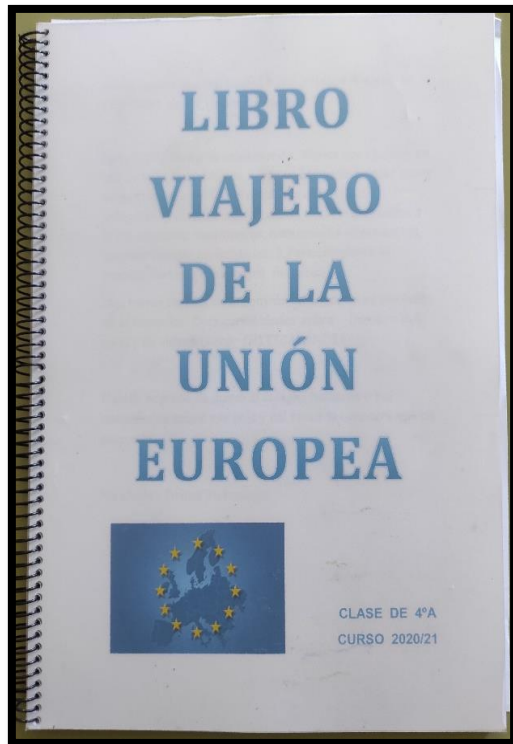 LIBRO
VIAJERO
DE LA
UNIÓN
EUROPEA
CLASE DE 4ºA
CURSO 2020/21